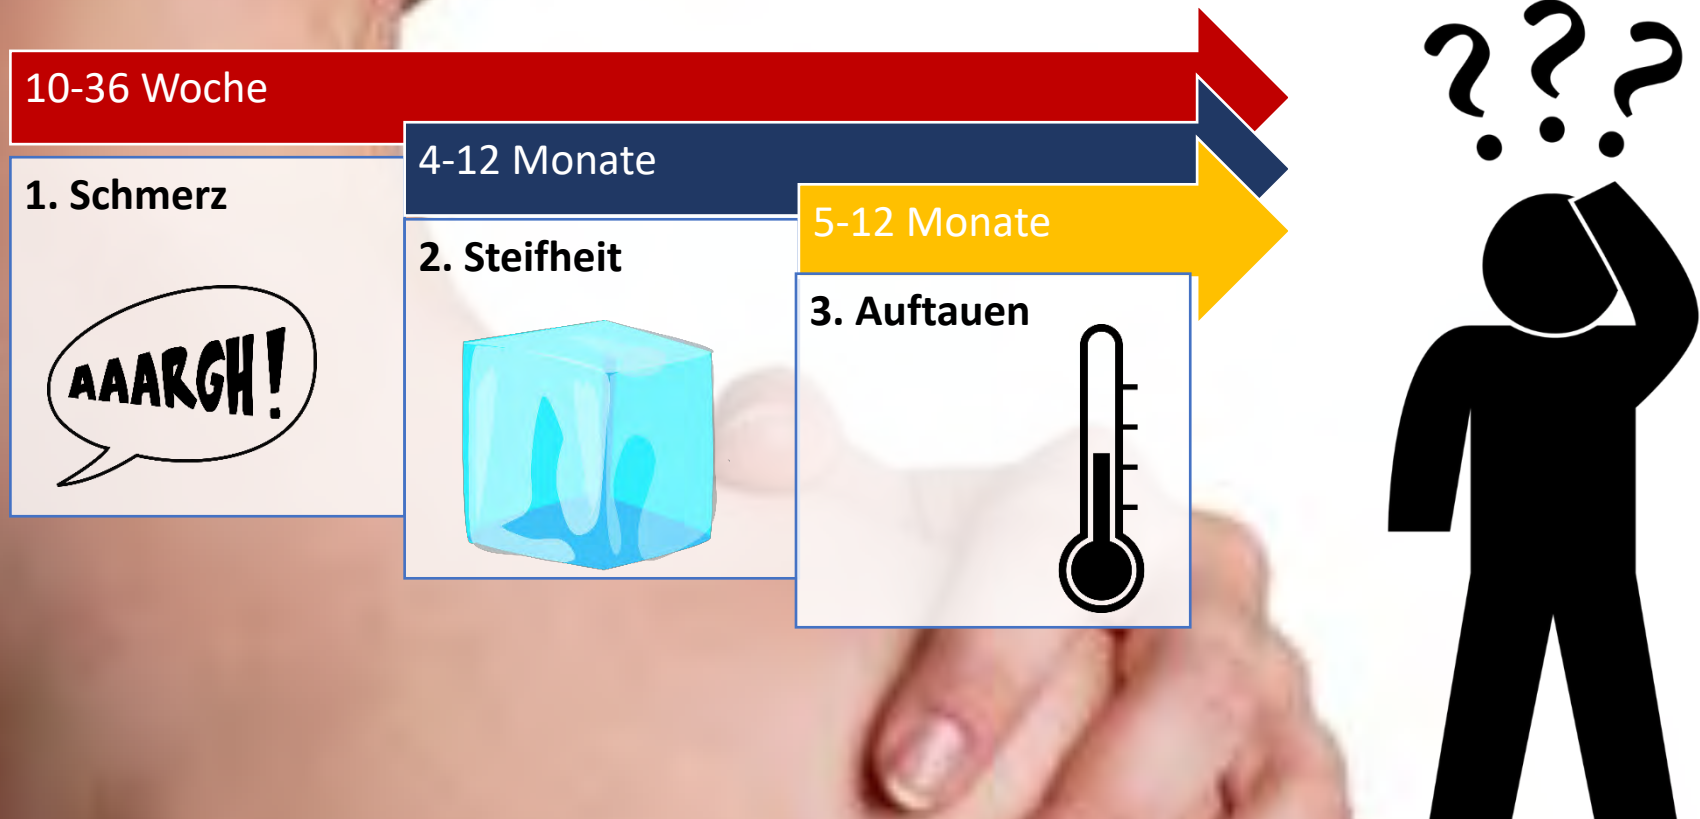 10-36 Woche
1. Schmerz
AAARGH!
4-12 Monate
2. Steifheit
5-12 Monate
3. Auftauen
???